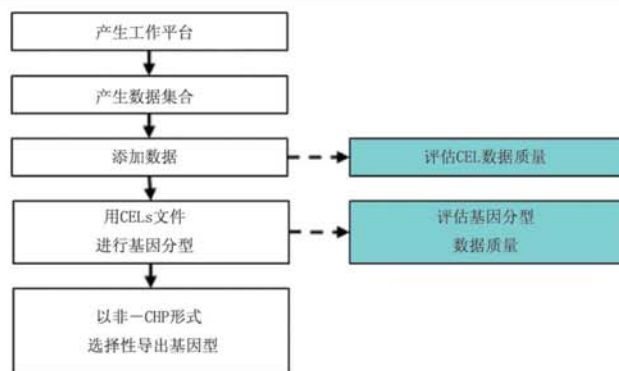 产生工作平台
产生数据集合
添加数据
评估CEL数据质量
用CELs文件
进行基因分型
评估基因分型
数据质量
以非－CHP形式
选择性导出基因型